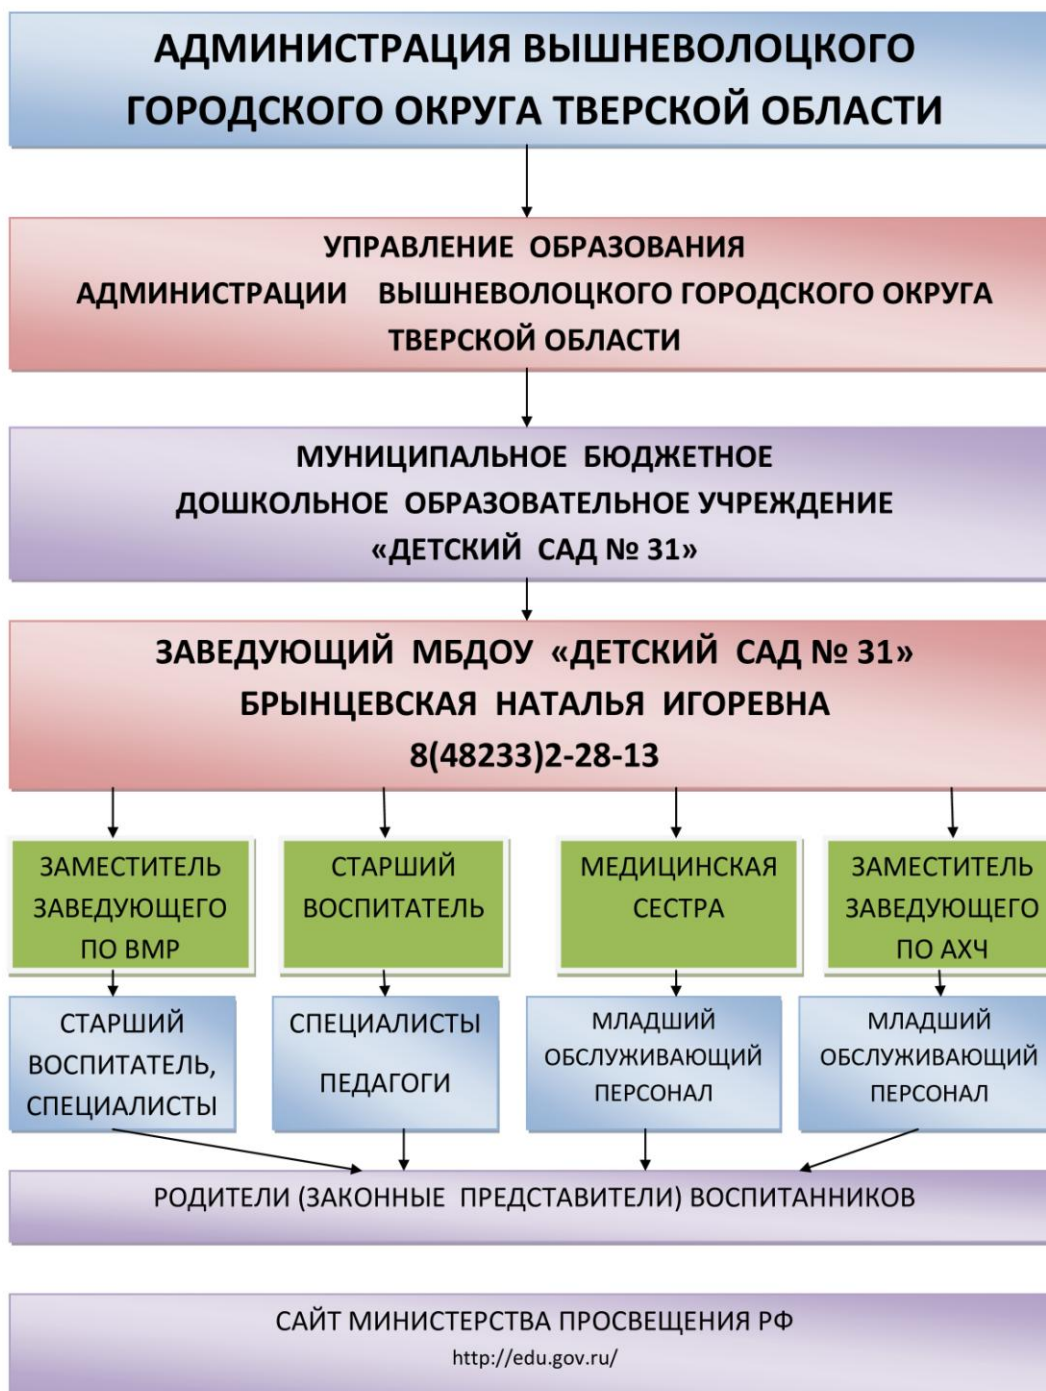 АДМИНИСТРАЦИЯ ВЫШНЕВОЛОЦКОГО
ГОРОДСКОГО ОКРУГА ТВЕРСКОЙ ОБЛАСТИ
УПРАВЛЕНИЕ ОБРАЗОВАНИЯ
АДМИНИСТРАЦИИ ВЫШНЕВОЛОЦКОГО ГОРОДСКОГО ОКРУГА
ТВЕРСКОЙ ОБЛАСТИ
МУНИЦИПАЛЬНОЕ БЮДЖЕТНОЕ
ДОШКОЛЬНОЕ ОБРАЗОВАТЕЛЬНОЕ УЧРЕЖДЕНИЕ
«ДЕТСКИЙ САД № 31»
ЗАВЕДУЮЩИЙ МБДОУ «ДЕТСКИЙ САД № 31»
БРЫНЦЕВСКАЯ НАТАЛЬЯ ИГОРЕВНА
8(48233)2-28-13
ЗАМЕСТИТЕЛЬ
ЗАВЕДУЮЩЕГО
ПО ВМР
СТАРШИЙ
ВОСПИТАТЕЛЬ
МЕДИЦИНСКАЯ
СЕСТРА
ЗАМЕСТИТЕЛЬ
ЗАВЕДУЮЩЕГО
ПО АХЧ
СТАРШИЙ
ВОСПИТАТЕЛЬ,
СПЕЦИАЛИСТЫ
СПЕЦИАЛИСТЫ
ПЕДАГОГИ
МЛАДШИЙ
ОБСЛУЖИВАЮЩИЙ
ПЕРСОНАЛ
МЛАДШИЙ
ОБСЛУЖИВАЮЩИЙ
ПЕРСОНАЛ
РОДИТЕЛИ (ЗАКОННЫЕ ПРЕДСТАВИТЕЛИ) ВОСПИТАННИКОВ
САЙТ МИНИСТЕРСТВА ПРОСВЕЩЕНИЯ РФ
http://edu.gov.ru/